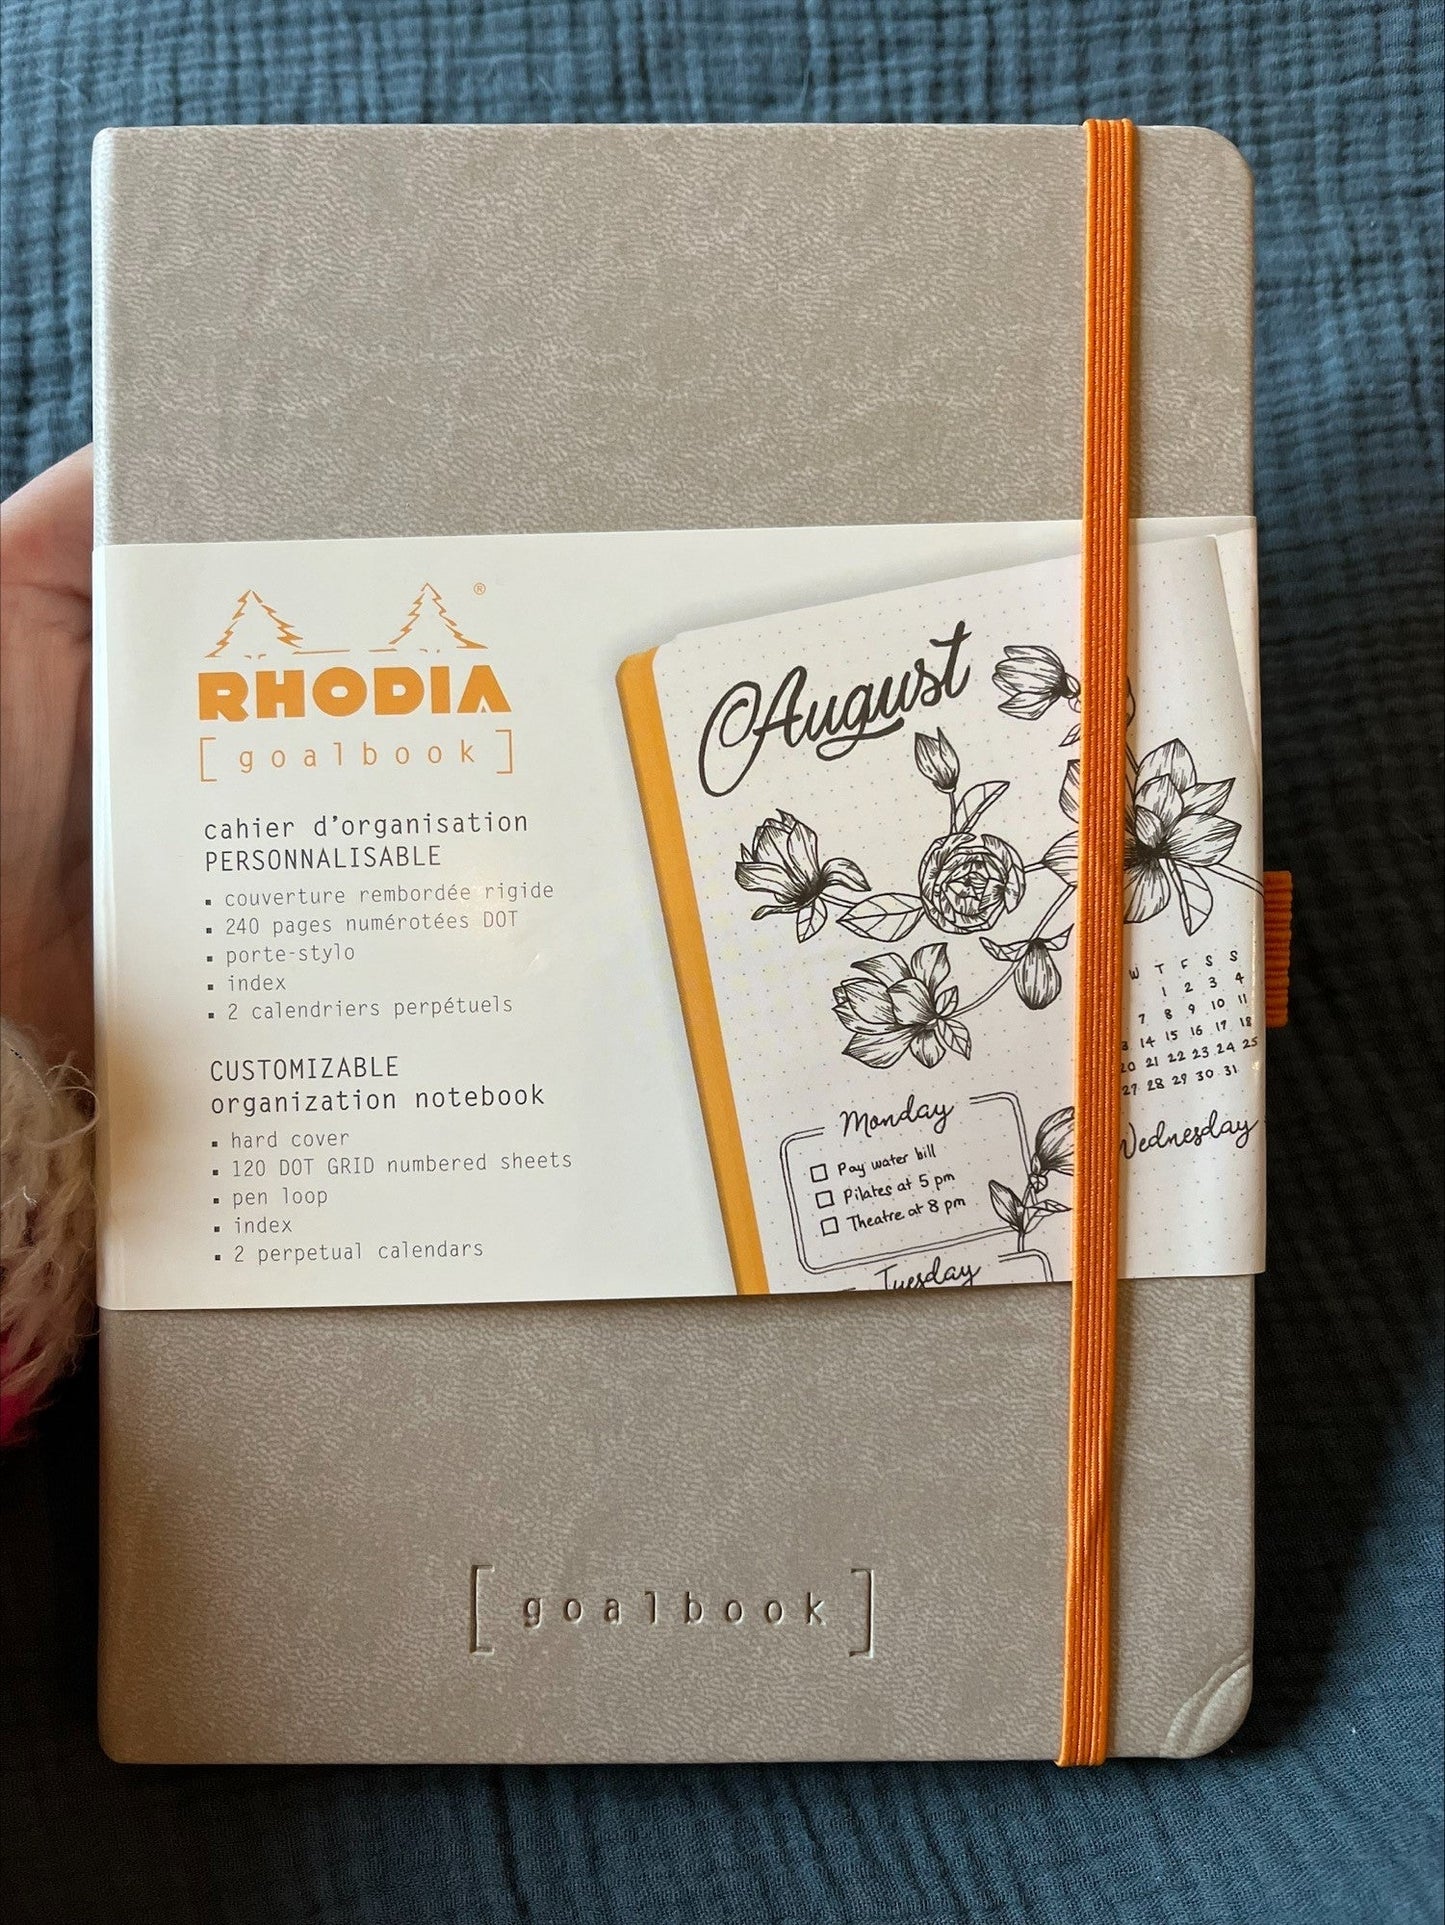 ®
RHODIA
[goalbook]
cahier d'organisation
PERSONNALISABLE
▪ couverture rembordée rigide
▪ 240 pages numérotées DOT
▪ porte-stylo
▪ index
▪ 2 calendriers perpétuels
CUSTOMIZABLE
organization notebook
▪ hard cover
▪ 120 DOT GRID numbered sheets
▪ pen loop
▪ index
▪ 2 perpetual calendars
August
W T F S S
1 2 3 4
7 8 9 10 11
14 15 16 17 18
20 21 22 23 24 25
27 28 29 30 31
Monday
Pay water bill
Pilates at 5 pm
Theatre at 8 pm
Tuesday
Wednesday
[goalbook]